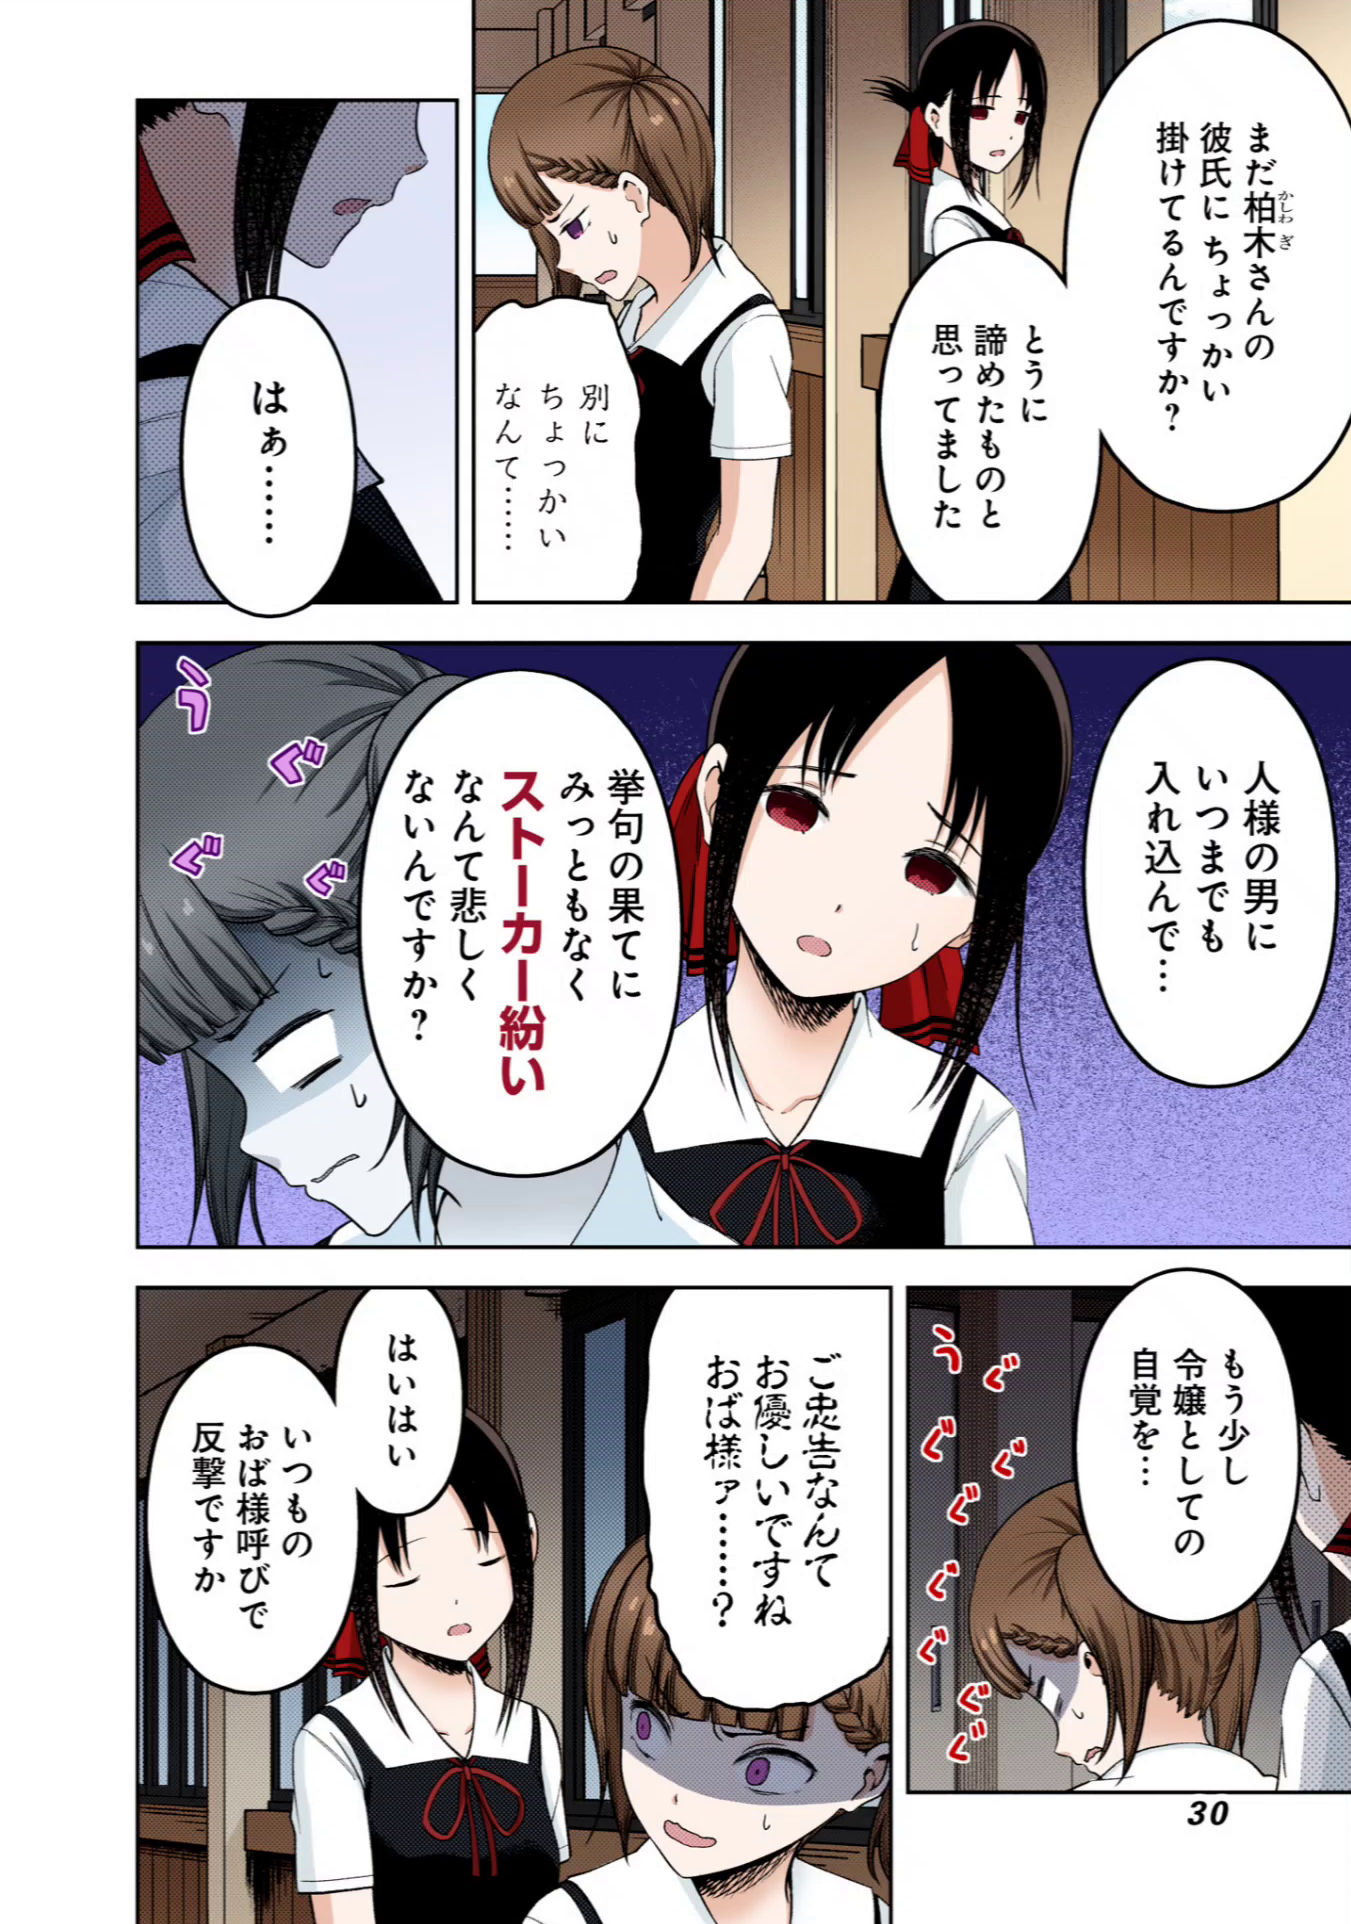 まだ柏木さんの
かしわぎ
彼氏にちょっかい
掛けてるんですか?
とうに
諦めたものと
思ってました
別に
ちょっかい
なんて……
はぁ……
人様の男に
いつまでも
入れ込んで…
挙句の果てに
みっともなく
ストーカー紛い
なんて悲しく
ないんですか?
う
ぐ
ぐ
ぐ
もう少し
令嬢としての
自覚を…
うぐ
ぐぐ
ぐ
ぐ
ぐ
ぐ
ぐ
ご忠告なんて
お優しいですね
おば様ァ……?
はいはい
いつもの
おば様呼びで
反撃ですか
30